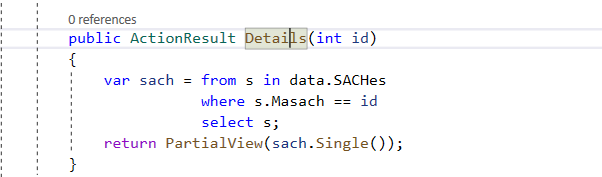 0 references
public ActionResult Details(int id)
{
var sach = from s in data.SACHes
where s.Masach == id
select s;
return PartialView(sach.Single());
}